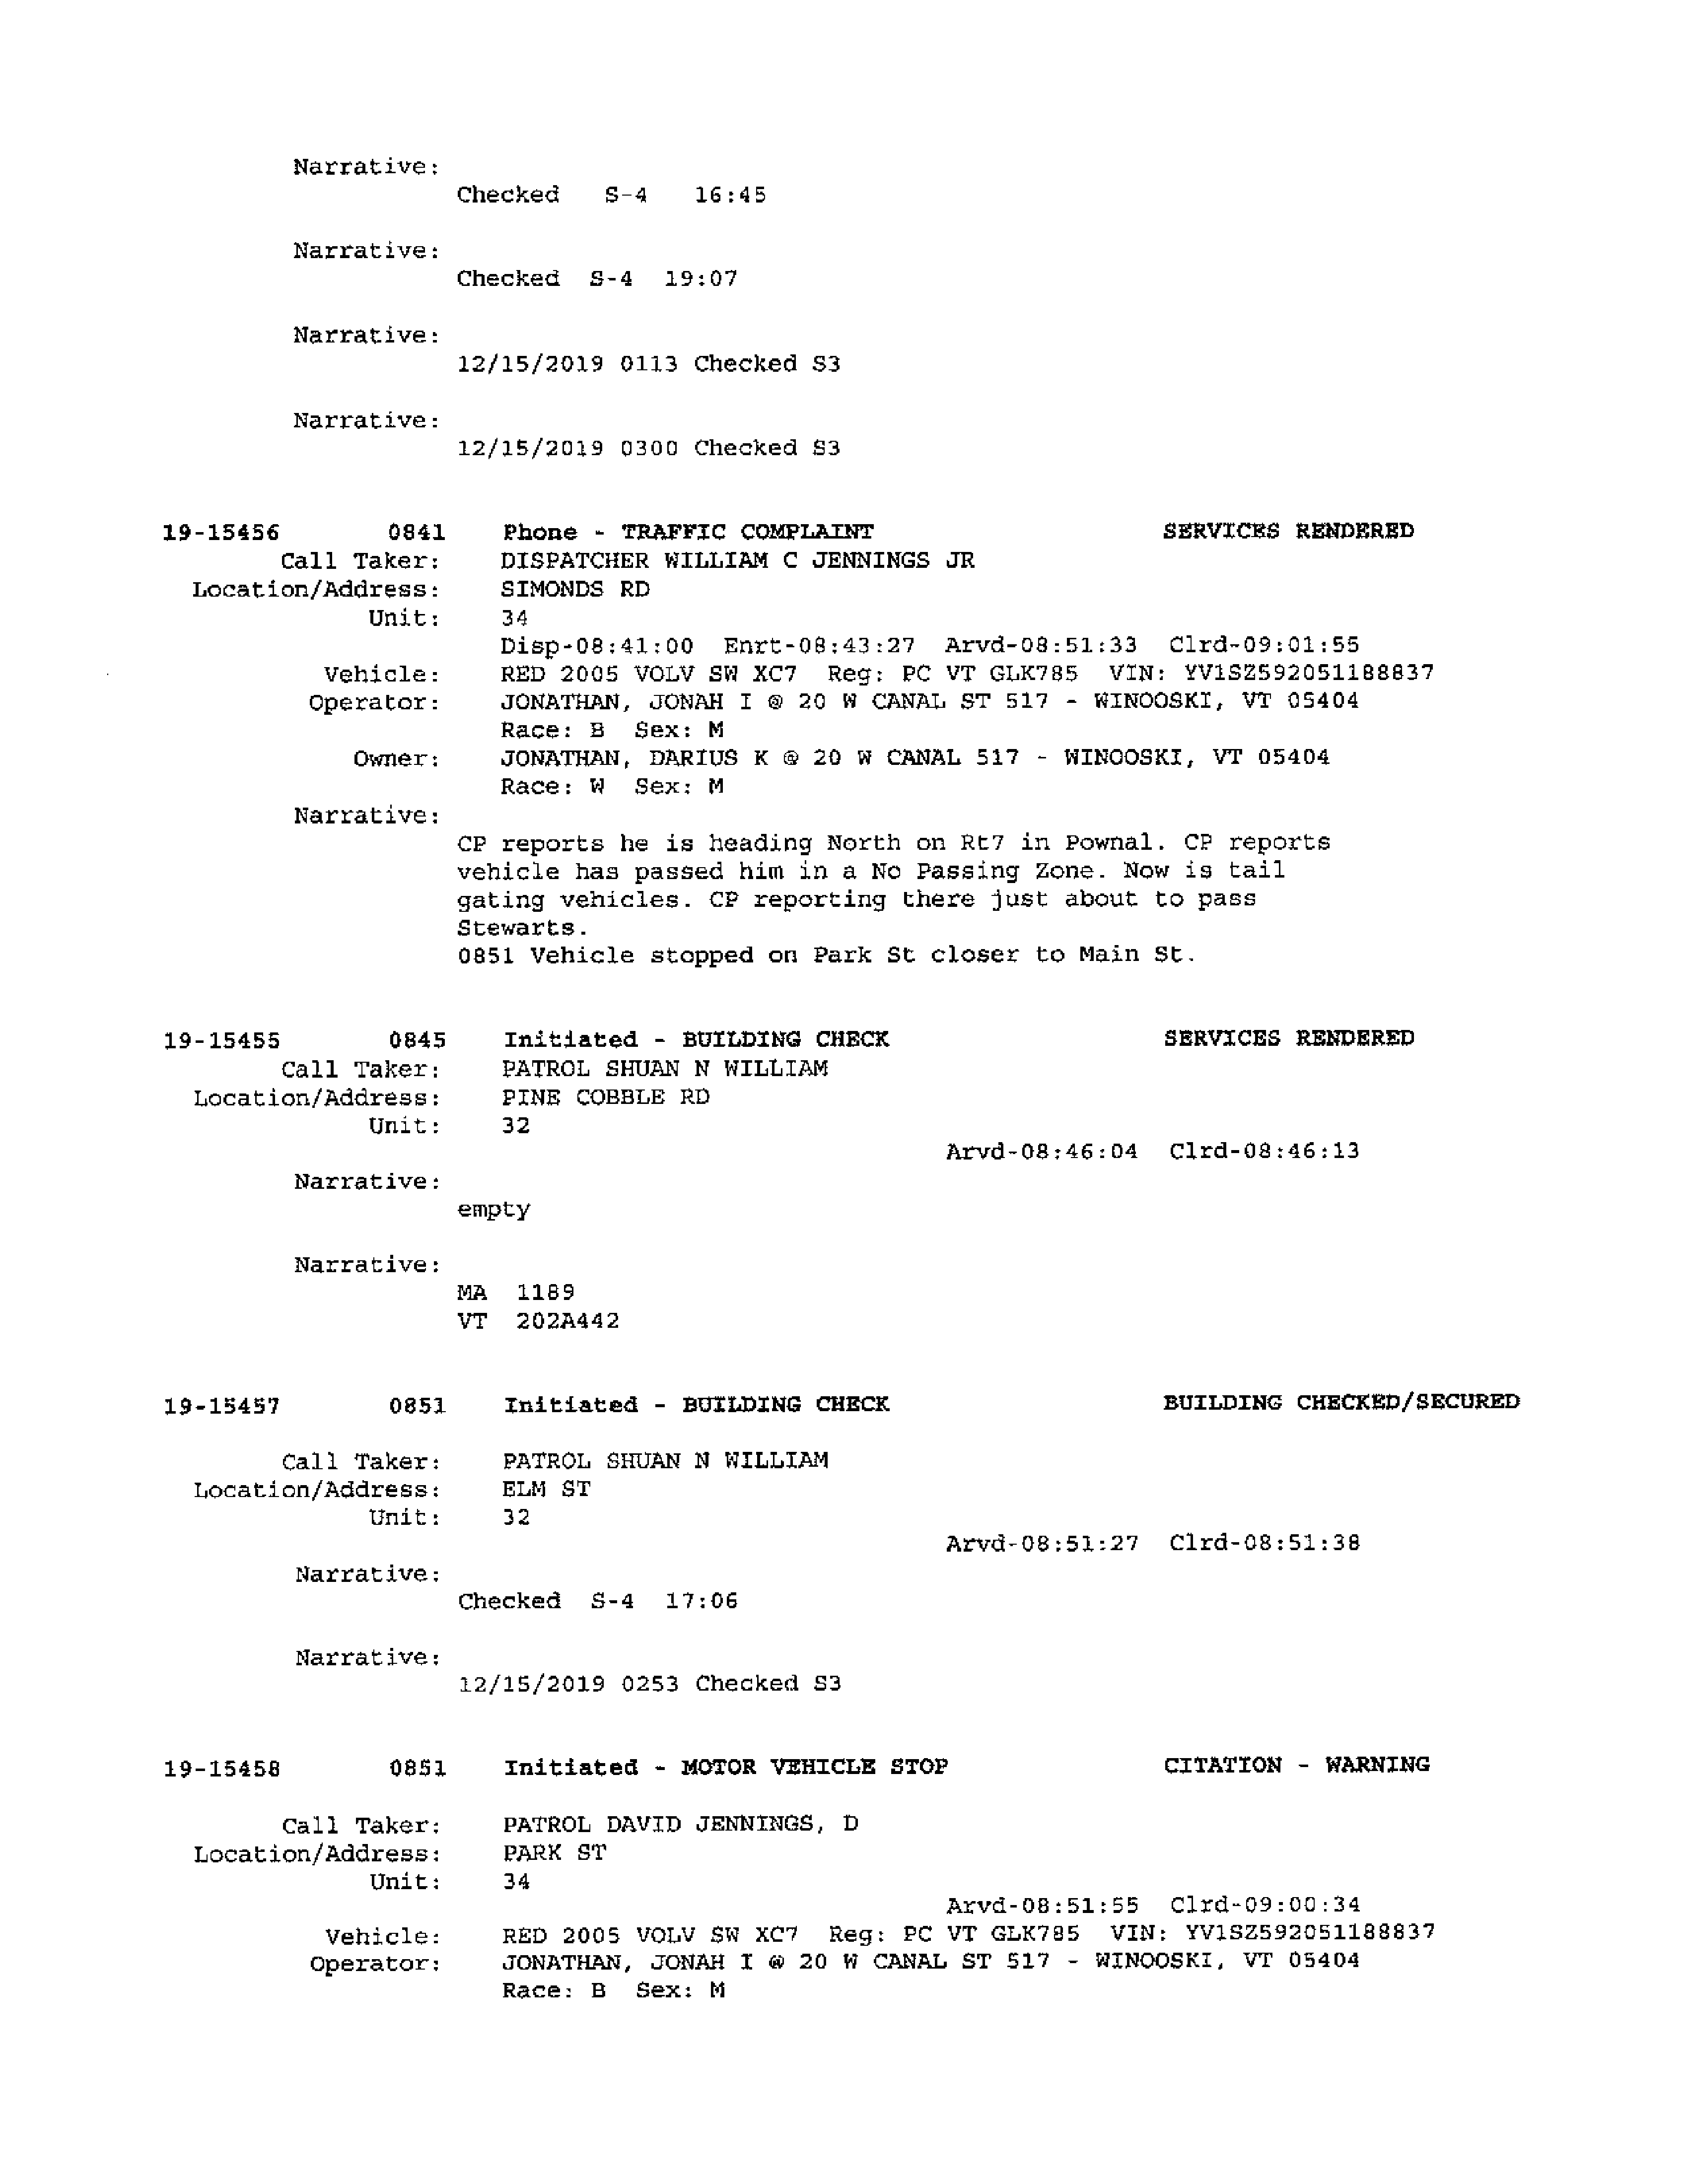 Narrative:
Checked S-4 16:45
Narrative:
Checked S-4 19:07
Narrative:
12/15/2019 0113 Checked S3
Narrative:
12/15/2019 0300 Checked S3
19-15456 0841 Phone - TRAFFIC COMPLAINT SERVICES RENDERED
Call Taker: DISPATCHER WILLIAM C JENNINGS JR
Location/Address: SIMONDS RD
Unit: 34
Disp-08:41:00 Enrt-08:43:27 Arvd-08:51:33 Clrd-09:01:55
Vehicle: RED 2005 VOLV SW XC7 Reg: PC VT GLK785 VIN: YV1SZ592051188837
Operator: JONATHAN, JONAH I @ 20 W CANAL ST 517 - WINOOSKI, VT 05404
Race: B Sex: M
Owner: JONATHAN, DARIUS K @ 20 W CANAL 517 - WINOOSKI, VT 05404
Race: W Sex: M
Narrative:
CP reports he is heading North on Rt7 in Pownal. CP reports
vehicle has passed him in a No Passing Zone. Now is tail
gating vehicles. CP reporting there just about to pass
Stewarts.
0851 Vehicle stopped on Park St closer to Main St.
19-15455 0845 Initiated - BUILDING CHECK SERVICES RENDERED
Call Taker: PATROL SHUAN N WILLIAM
Location/Address: PINE COBBLE RD
Unit: 32
Arvd-08:46:04 Clrd-08:46:13
Narrative:
empty
Narrative:
MA 1189
VT 202A442
19-15457 0851 Initiated - BUILDING CHECK BUILDING CHECKED/SECURED
Call Taker: PATROL SHUAN N WILLIAM
Location/Address: ELM ST
Unit: 32
Arvd-08:51:27 Clrd-08:51:38
Narrative:
Checked S-4 17:06
Narrative:
12/15/2019 0253 Checked S3
19-15458 0851 Initiated - MOTOR VEHICLE STOP CITATION - WARNING
Call Taker: PATROL DAVID JENNINGS, D
Location/Address: PARK ST
Unit: 34
Arvd-08:51:55 Clrd-09:00:34
Vehicle: RED 2005 VOLV SW XC7 Reg: PC VT GLK785 VIN: YV1SZ592051188837
Operator: JONATHAN, JONAH I @ 20 W CANAL ST 517 - WINOOSKI, VT 05404
Race: B Sex: M